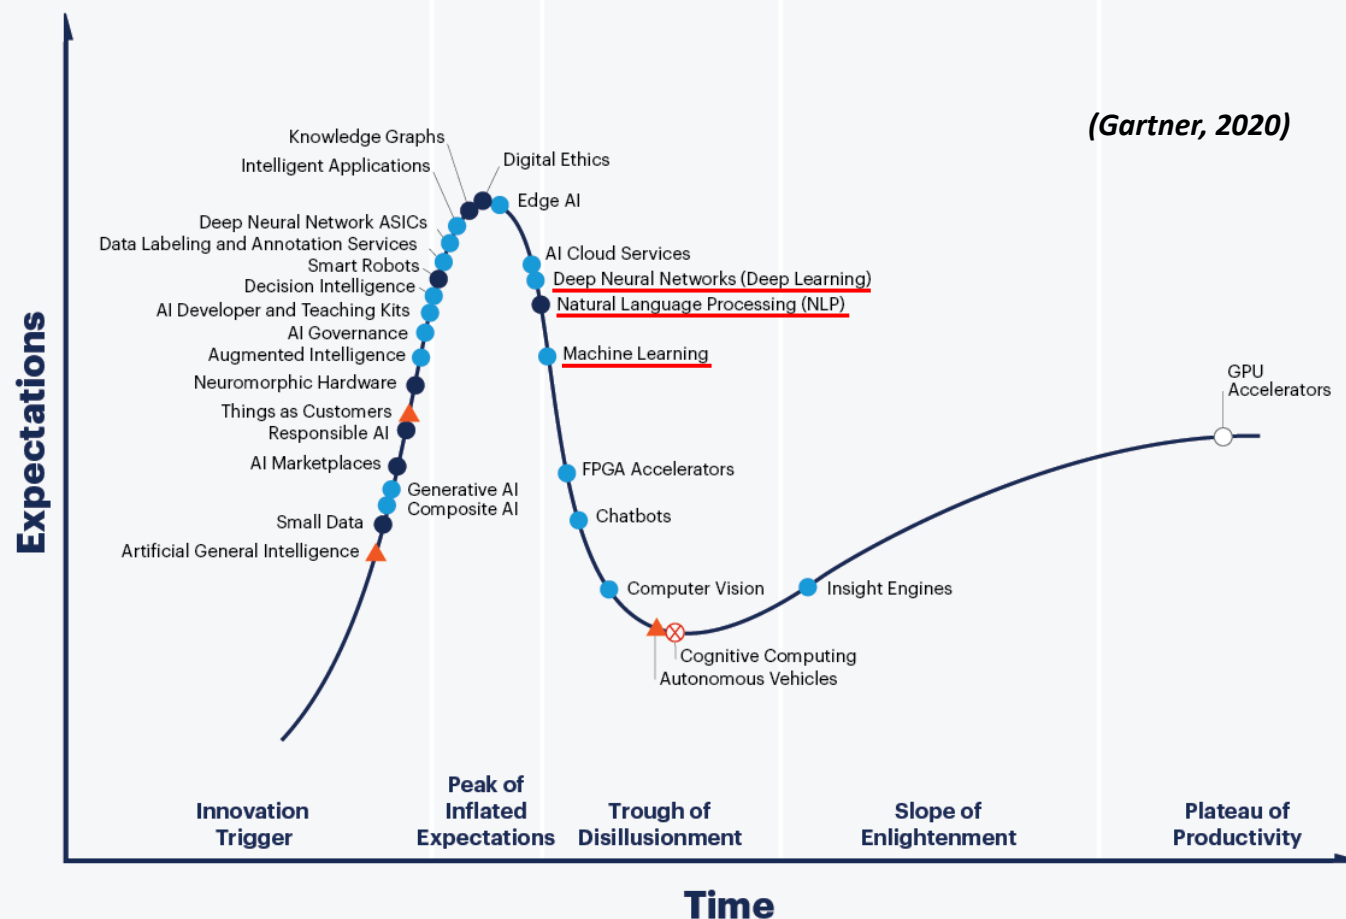 (Gartner, 2020)
Knowledge Graphs
Digital Ethics
Intelligent Applications
Edge AI
Deep Neural Network ASICs
Data Labeling and Annotation Services
AI Cloud Services
Smart Robots
Deep Neural Networks (Deep Learning)
Decision Intelligence
Natural Language Processing (NLP)
AI Developer and Teaching Kits
AI Governance
Augmented Intelligence
Machine Learning
Neuromorphic Hardware
GPU
Accelerators
Things as Customers
Responsible AI
AI Marketplaces
FPGA Accelerators
Generative AI
Composite AI
Chatbots
Small Data
Artificial General Intelligence
Computer Vision
Insight Engines
Cognitive Computing
Autonomous Vehicles
Expectations
Innovation
Trigger
Peak of
Inflated
Expectations
Trough of
Disillusionment
Slope of
Enlightenment
Plateau of
Productivity
Time